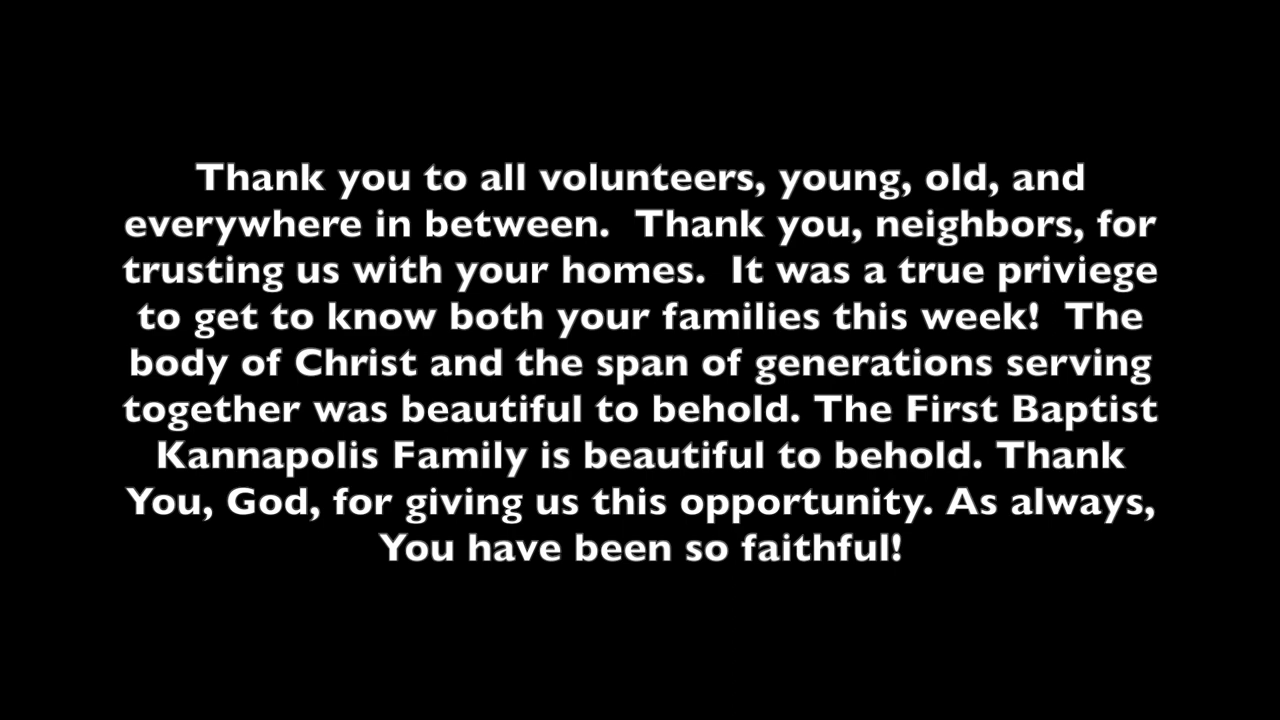 Thank you to all volunteers, young, old, and
everywhere in between.  Thank you, neighbors, for
trusting us with your homes.  It was a true priviege
to get to know both your families this week!  The
body of Christ and the span of generations serving
together was beautiful to behold. The First Baptist
Kannapolis Family is beautiful to behold. Thank
You, God, for giving us this opportunity. As always,
You have been so faithful!